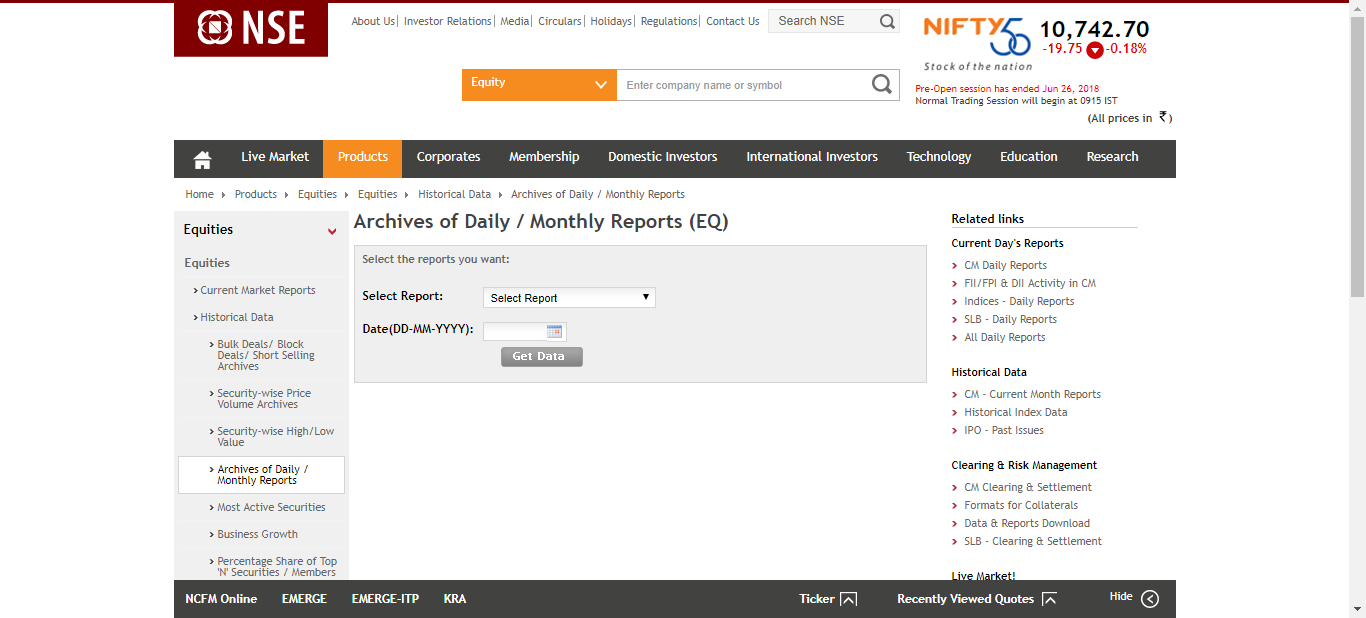 NSE
About Us| Investor Relations| Media| Circulars| Holidays| Regulations| Contact Us
Search NSE
NIFTY50
Stock of the nation
10,742.70
-19.75 -0.18%
Equity
Enter company name or symbol
Pre-Open session has ended Jun 26, 2018
Normal Trading Session will begin at 0915 IST
(All prices in ₹)
Live Market Products Corporates Membership Domestic Investors International Investors Technology Education Research
Home Products Equities Equities Historical Data Archives of Daily / Monthly Reports
Equities
Equities
Current Market Reports
Historical Data
Bulk Deals/ Block
Deals/ Short Selling
Archives
Security-wise Price
Volume Archives
Security-wise High/Low
Value
Archives of Daily /
Monthly Reports
Most Active Securities
Business Growth
Percentage Share of Top
'N' Securities / Members
Archives of Daily / Monthly Reports (EQ)
Select the reports you want:
Select Report: Select Report
Date(DD-MM-YYYY):
Get Data
Related links
Current Day's Reports
CM Daily Reports
FII/FPI & DII Activity in CM
Indices - Daily Reports
SLB - Daily Reports
All Daily Reports
Historical Data
CM - Current Month Reports
Historical Index Data
IPO - Past Issues
Clearing & Risk Management
CM Clearing & Settlement
Formats for Collaterals
Data & Reports Download
SLB - Clearing & Settlement
Live Market!
NCFM Online EMERGE EMERGE-ITP KRA Ticker Recently Viewed Quotes Hide